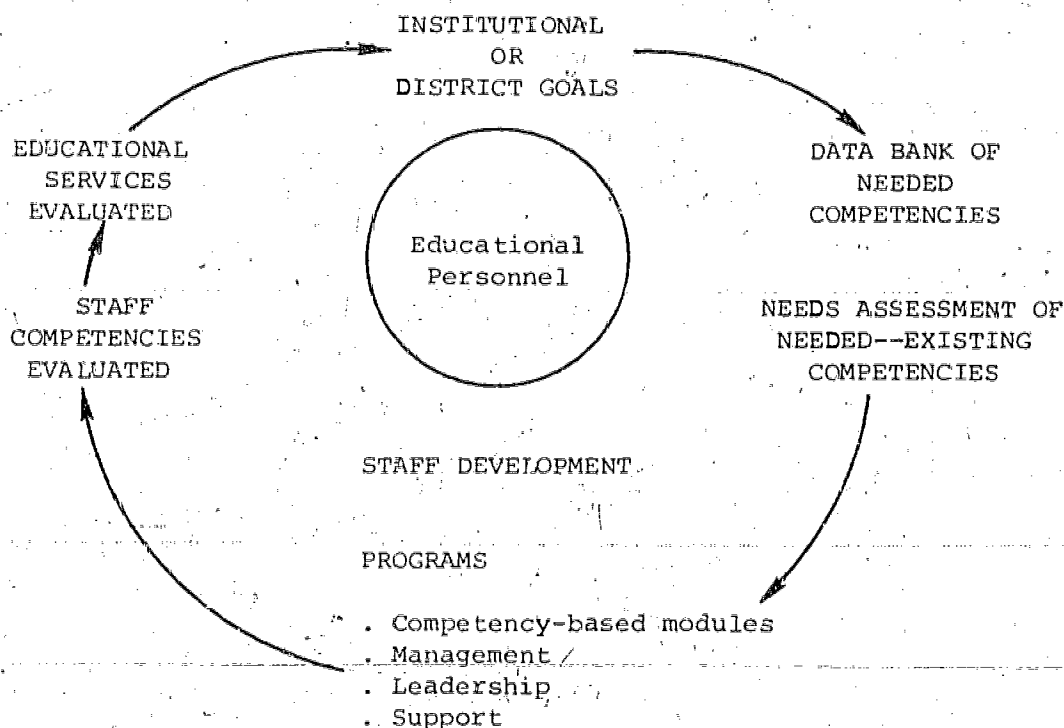 INSTITUTIONAL
OR
DISTRICT GOALS
DATA BANK OF
NEEDED
COMPETENCIES
NEEDS ASSESSMENT OF
NEEDED--EXISTING
COMPETENCIES
STAFF DEVELOPMENT
PROGRAMS
. Competency-based modules
. Management
. Leadership
. Support
STAFF
COMPETENCIES
EVALUATED
EDUCATIONAL
SERVICES
EVALUATED
Educational
Personnel